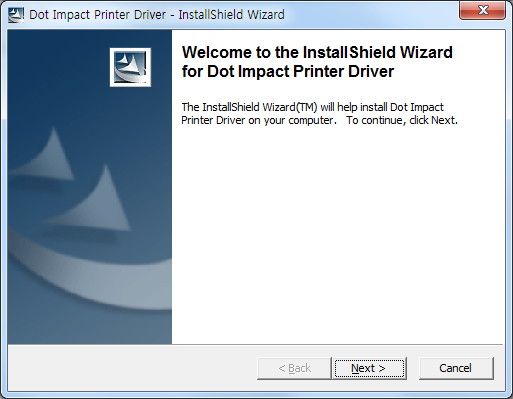 Dot Impact Printer Driver - InstallShield Wizard
Welcome to the InstallShield Wizard
for Dot Impact Printer Driver
The InstallShield Wizard(TM) will help install Dot Impact
Printer Driver on your computer. To continue, click Next.
< Back
Next >
Cancel